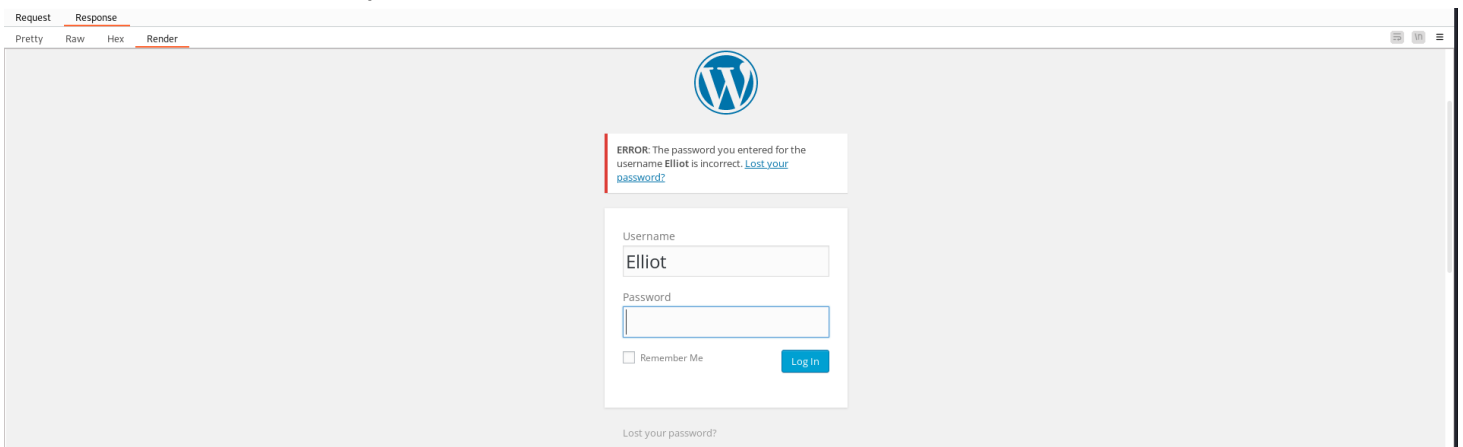 Request Response
Pretty Raw Hex Render
ERROR: The password you entered for the
username Elliot is incorrect. Lost your
password?
Username
Elliot
Password
Remember Me
Log In
Lost your password?